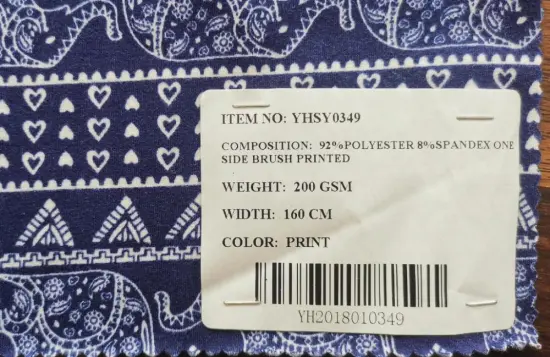 ITEM NO: YHSY0349
COMPOSITION: 92%POLYESTER 8%SPANDEX ONE
SIDE BRUSH PRINTED
WEIGHT: 200 GSM
WIDTH: 160 CM
COLOR: PRINT
YH2018010349